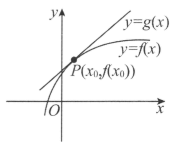 y
y=g(x)
y=f(x)
P(x₀,f(x₀))
O
x